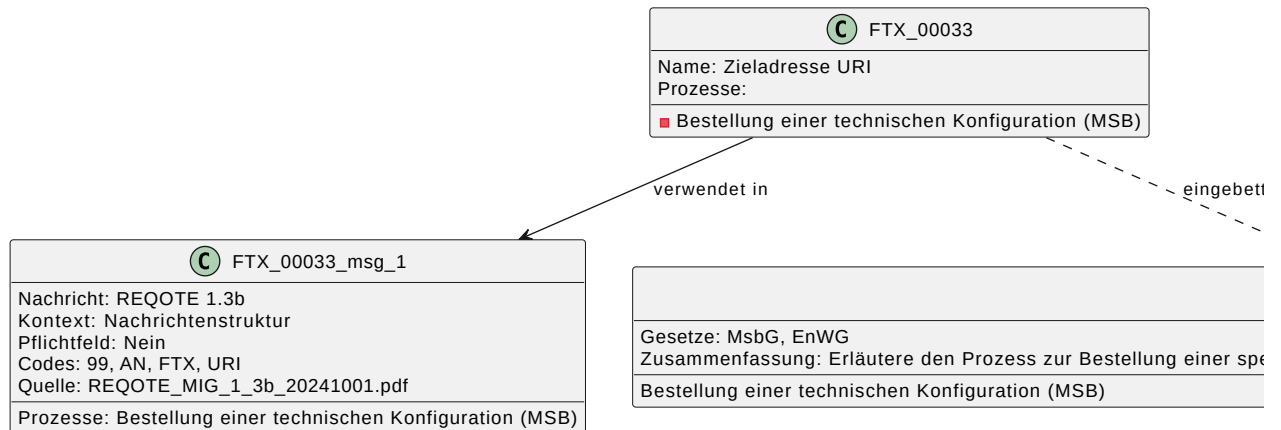 C FTX_00033
Name: Zieladresse URI
Prozesse:
Bestellung einer technischen Konfiguration (MSB)
verwendet in
eingebett
C FTX_00033_msg_1
Nachricht: REQOTE 1.3b
Kontext: Nachrichtenstruktur
Pflichtfeld: Nein
Codes: 99, AN, FTX, URI
Quelle: REQOTE_MIG_1_3b_20241001.pdf
Prozesse: Bestellung einer technischen Konfiguration (MSB)
Gesetze: MsbG, EnWG
Zusammenfassung: Erläutere den Prozess zur Bestellung einer spe
Bestellung einer technischen Konfiguration (MSB)